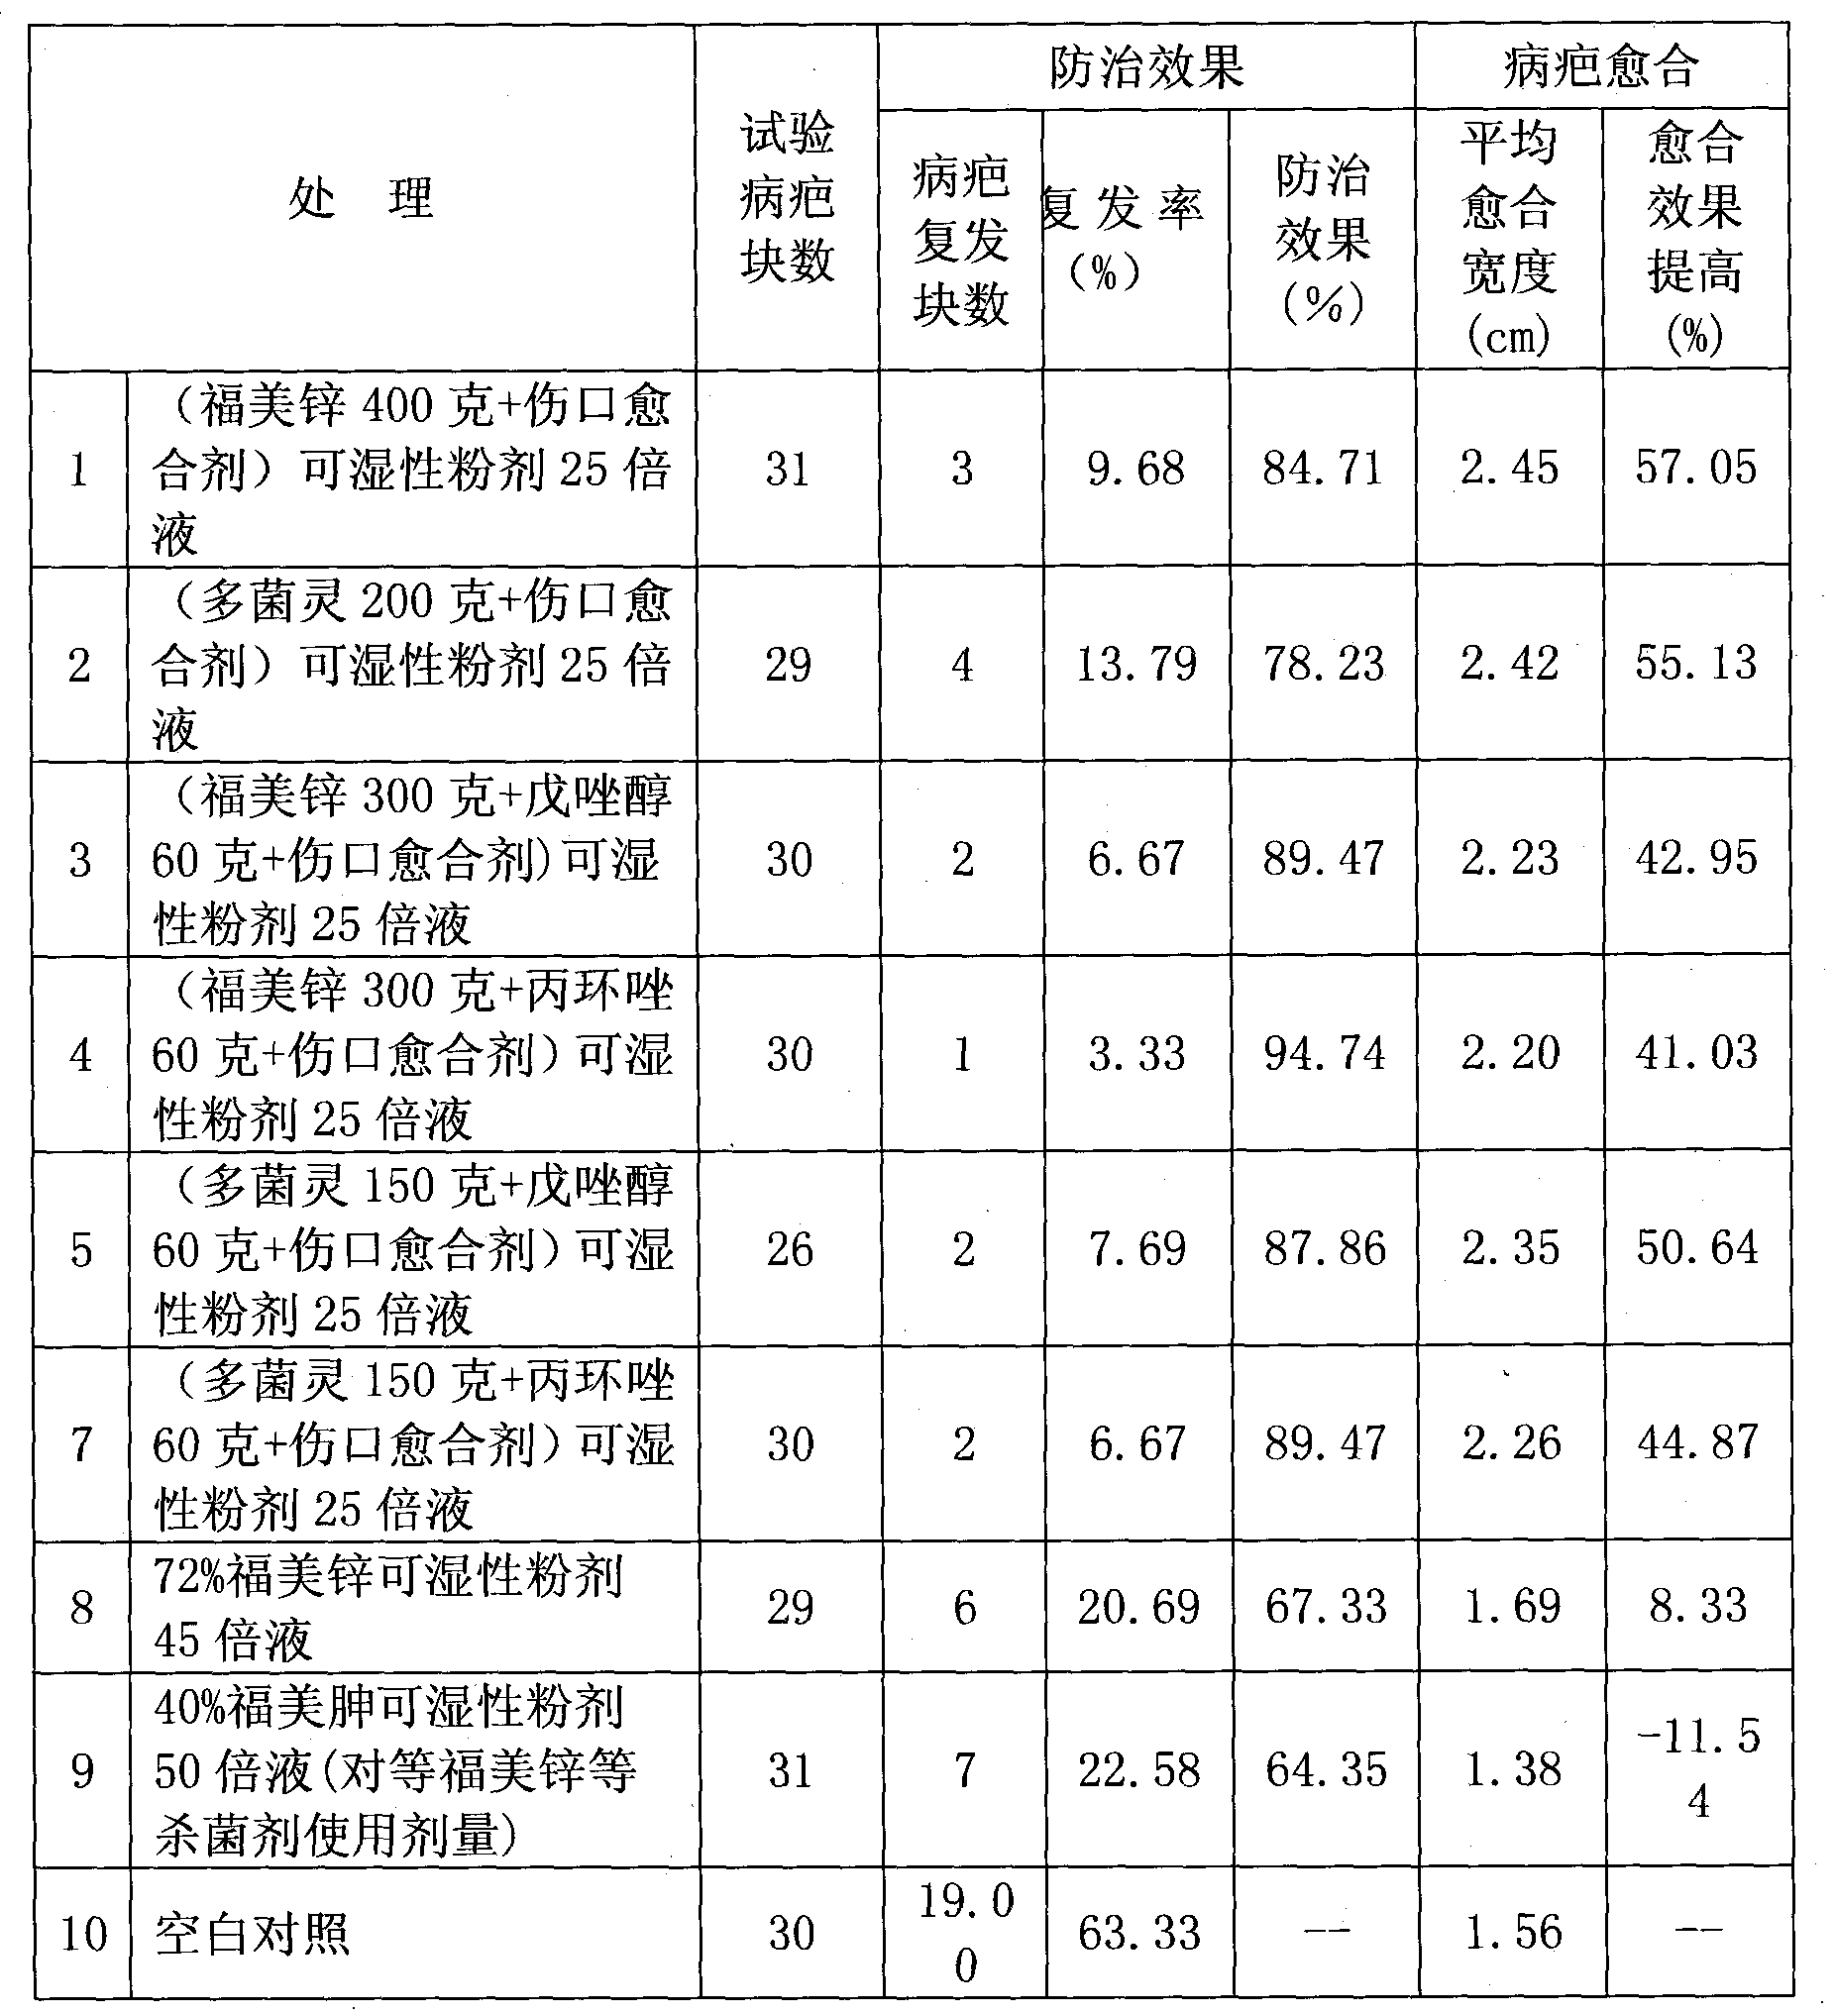 处 理
试验
病疤
块数
防治效果
病疤愈合
病疤
复发
块数
复发率
(%)
防治
效果
(%)
平均
愈合
宽度
(cm)
愈合
效果
提高
(%)
1
（福美锌 400 克+伤口愈
合剂）可湿性粉剂 25 倍
液
31
3
9.68
84.71
2.45
57.05
2
（多菌灵 200 克+伤口愈
合剂）可湿性粉剂 25 倍
液
29
4
13.79
78.23
2.42
55.13
3
（福美锌 300 克+戊唑醇
60 克+伤口愈合剂)可湿
性粉剂 25 倍液
30
2
6.67
89.47
2.23
42.95
4
（福美锌 300 克+丙环唑
60 克+伤口愈合剂）可湿
性粉剂 25 倍液
30
1
3.33
94.74
2.20
41.03
5
（多菌灵 150 克+戊唑醇
60 克+伤口愈合剂）可湿
性粉剂 25 倍液
26
2
7.69
87.86
2.35
50.64
7
（多菌灵 150 克+丙环唑
60 克+伤口愈合剂）可湿
性粉剂 25 倍液
30
2
6.67
89.47
2.26
44.87
8
72%福美锌可湿性粉剂
45 倍液
29
6
20.69
67.33
1.69
8.33
9
40%福美胂可湿性粉剂
50 倍液(对等福美锌等
杀菌剂使用剂量)
31
7
22.58
64.35
1.38
-11.5
4
10
空白对照
30
19.0
0
63.33
--
1.56
--